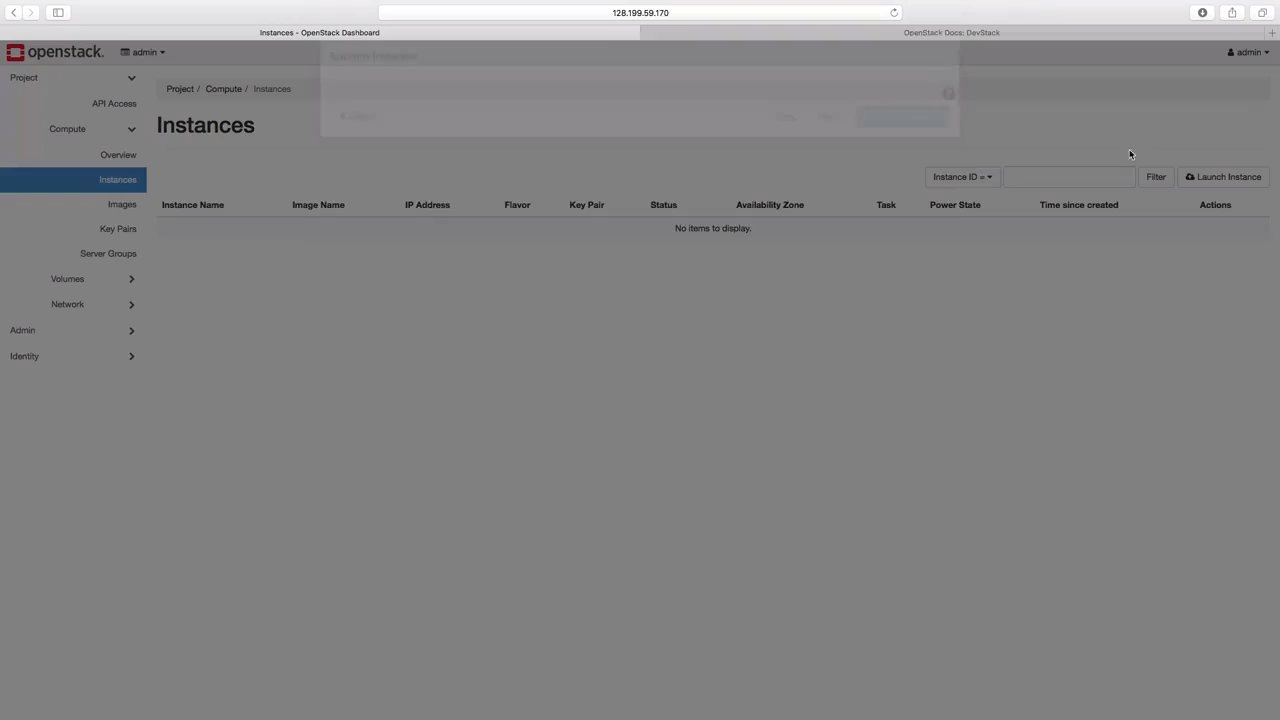 128.199.59.170
Instances - OpenStack Dashboard
OpenStack Docs: DevStack
openstack.
admin
admin
Project
API Access
Compute
Overview
Instances
Images
Key Pairs
Server Groups
Volumes
Network
Admin
Identity
Project / Compute / Instances
Instances
Instance ID =
Filter
Launch Instance
Instance Name Image Name IP Address Flavor Key Pair Status Availability Zone Task Power State Time since created Actions
No items to display.